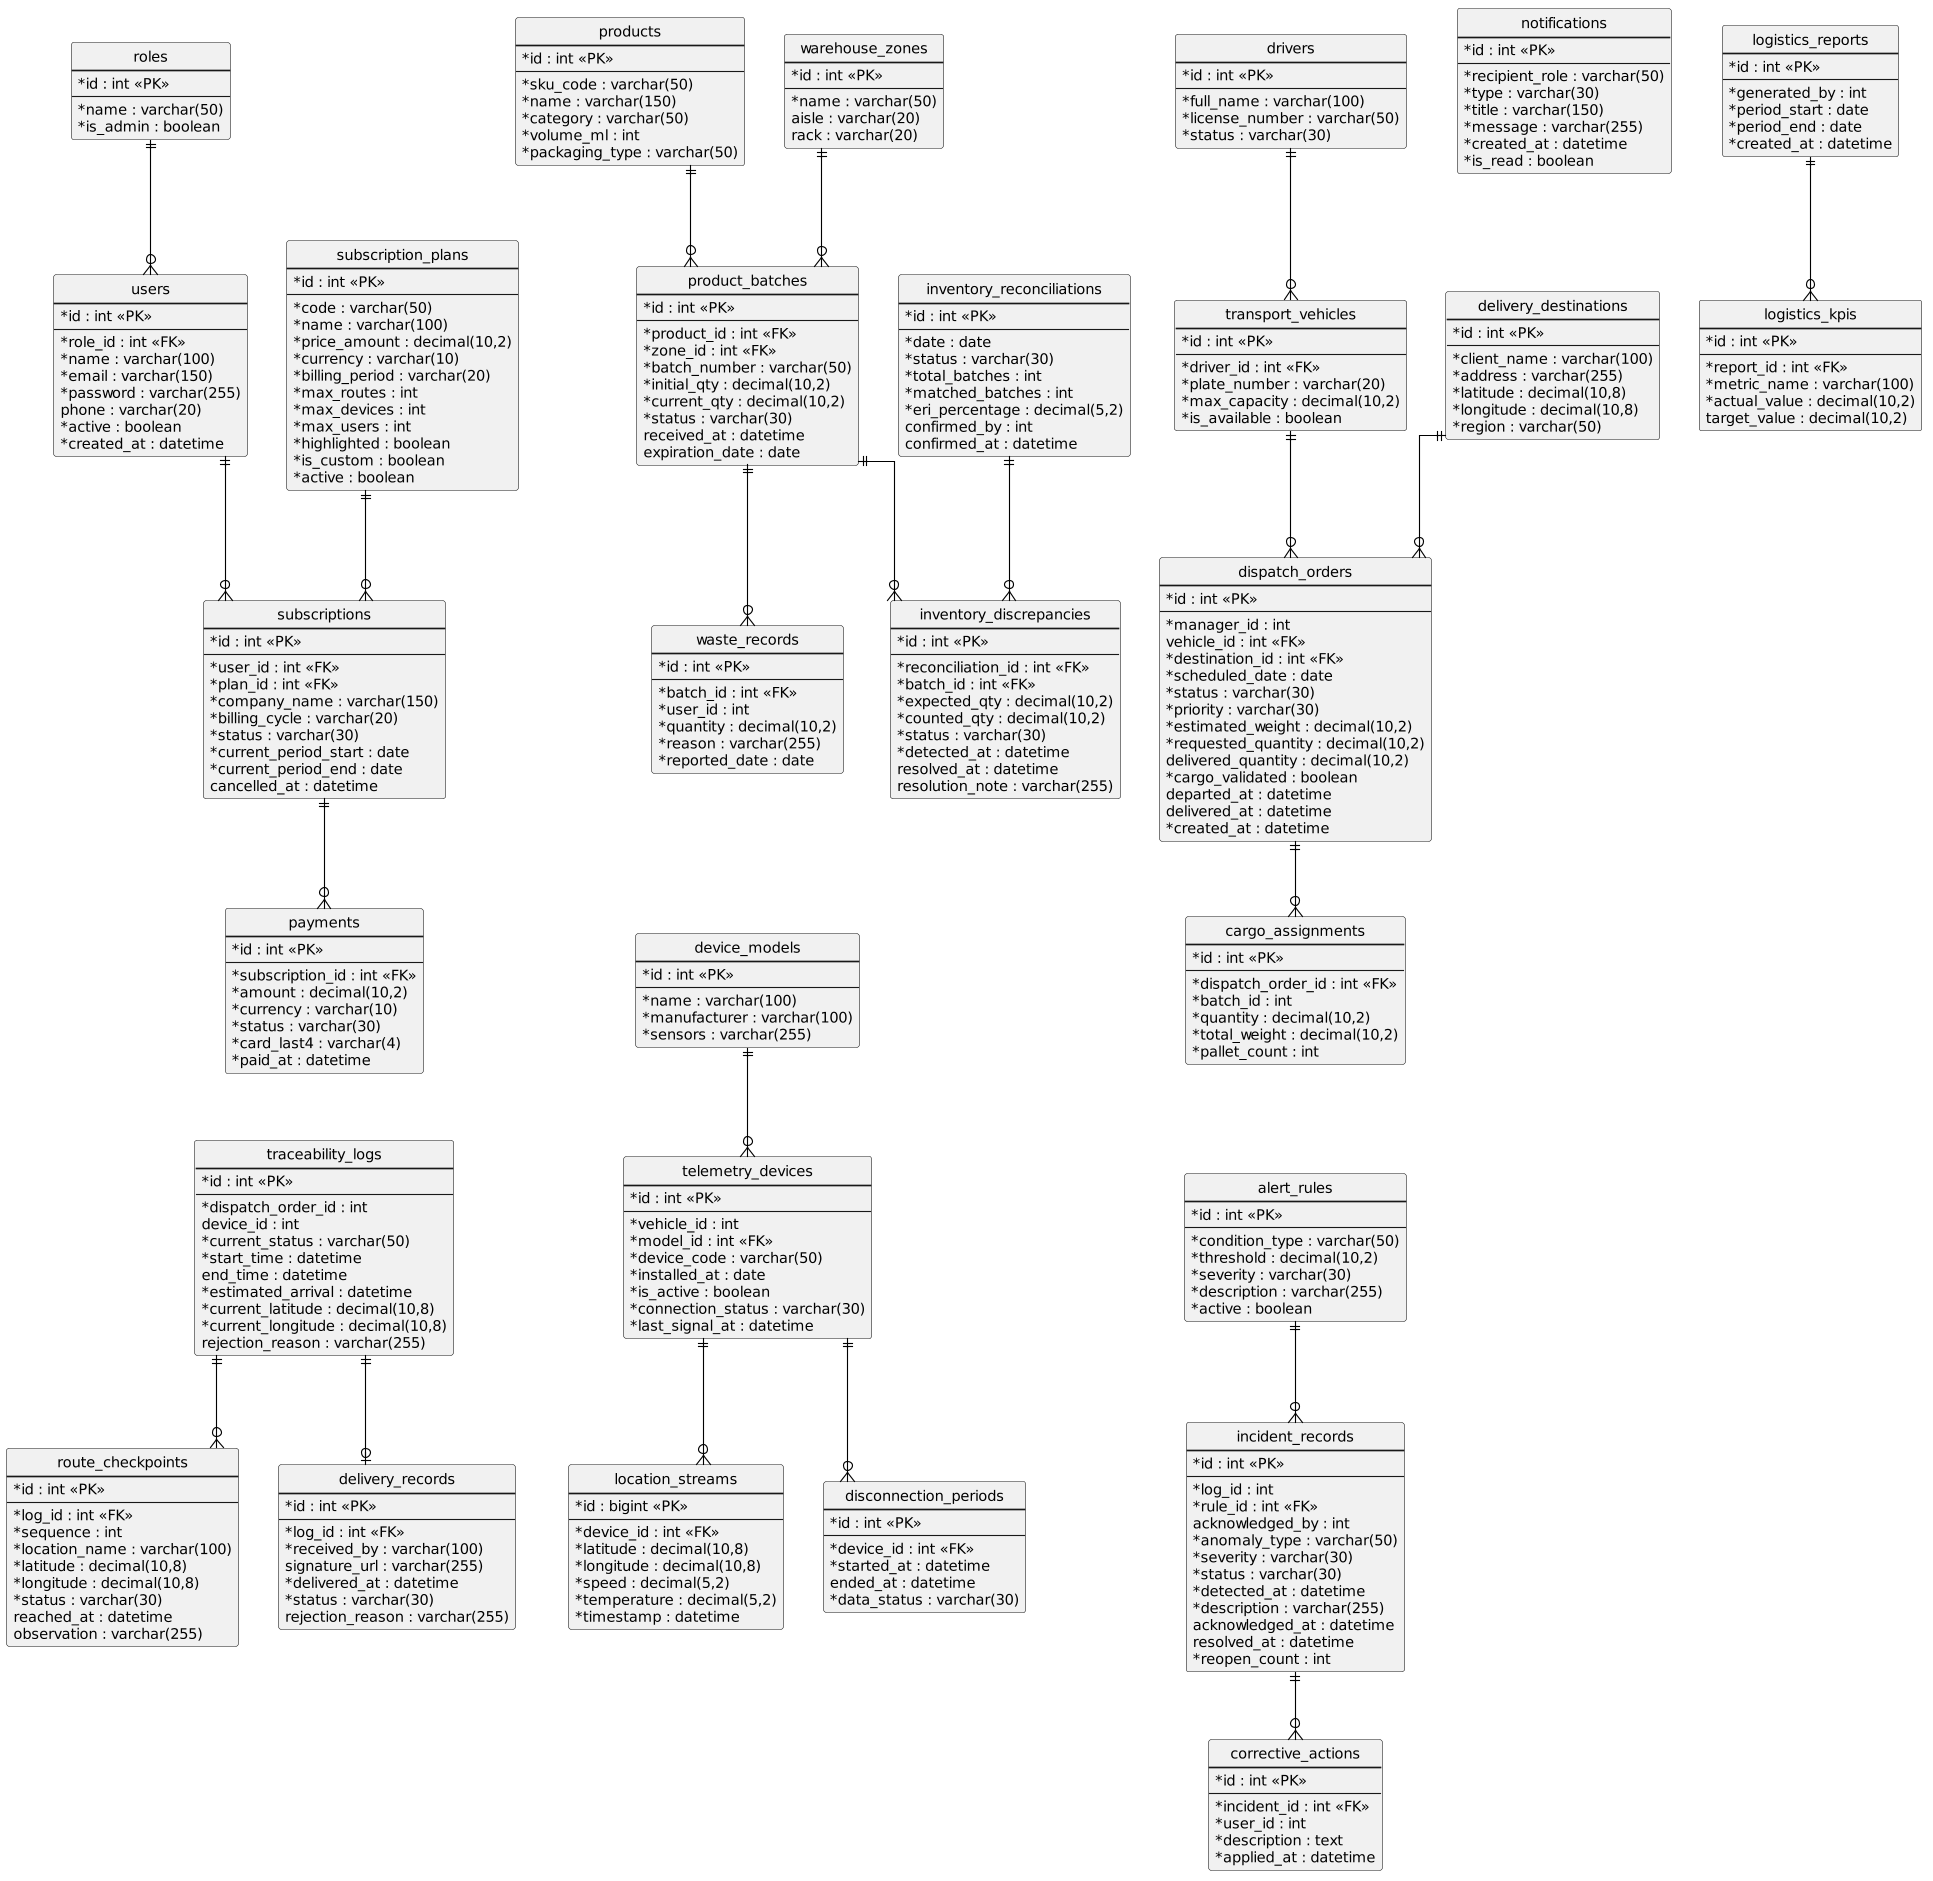 roles
*id : int «PK»
*name : varchar(50)
*is_admin : boolean
products
*id : int «PK»
*sku_code : varchar(50)
*name : varchar(150)
*category : varchar(50)
*volume_ml : int
*packaging_type : varchar(50)
warehouse_zones
*id : int «PK»
*name : varchar(50)
aisle : varchar(20)
rack : varchar(20)
drivers
*id : int «PK»
*full_name : varchar(100)
*license_number : varchar(50)
*status : varchar(30)
notifications
*id : int «PK»
*recipient_role : varchar(50)
*type : varchar(30)
*title : varchar(150)
*message : varchar(255)
*created_at : datetime
*is_read : boolean
logistics_reports
*id : int «PK»
*generated_by : int
*period_start : date
*period_end : date
*created_at : datetime
users
*id : int «PK»
*role_id : int «FK»
*name : varchar(100)
*email : varchar(150)
*password : varchar(255)
phone : varchar(20)
*active : boolean
*created_at : datetime
subscription_plans
*id : int «PK»
*code : varchar(50)
*name : varchar(100)
*price_amount : decimal(10,2)
*currency : varchar(10)
*billing_period : varchar(20)
*max_routes : int
*max_devices : int
*max_users : int
*highlighted : boolean
*is_custom : boolean
*active : boolean
product_batches
*id : int «PK»
*product_id : int «FK»
*zone_id : int «FK»
*batch_number : varchar(50)
*initial_qty : decimal(10,2)
*current_qty : decimal(10,2)
*status : varchar(30)
received_at : datetime
expiration_date : date
inventory_reconciliations
*id : int «PK»
*date : date
*status : varchar(30)
*total_batches : int
*matched_batches : int
*eri_percentage : decimal(5,2)
confirmed_by : int
confirmed_at : datetime
transport_vehicles
*id : int «PK»
*driver_id : int «FK»
*plate_number : varchar(20)
*max_capacity : decimal(10,2)
*is_available : boolean
delivery_destinations
*id : int «PK»
*client_name : varchar(100)
*address : varchar(255)
*latitude : decimal(10,8)
*longitude : decimal(10,8)
*region : varchar(50)
logistics_kpis
*id : int «PK»
*report_id : int «FK»
*metric_name : varchar(100)
*actual_value : decimal(10,2)
target_value : decimal(10,2)
subscriptions
*id : int «PK»
*user_id : int «FK»
*plan_id : int «FK»
*company_name : varchar(150)
*billing_cycle : varchar(20)
*status : varchar(30)
*current_period_start : date
*current_period_end : date
cancelled_at : datetime
waste_records
*id : int «PK»
*batch_id : int «FK»
*user_id : int
*quantity : decimal(10,2)
*reason : varchar(255)
*reported_date : date
inventory_discrepancies
*id : int «PK»
*reconciliation_id : int «FK»
*batch_id : int «FK»
*expected_qty : decimal(10,2)
*counted_qty : decimal(10,2)
*status : varchar(30)
*detected_at : datetime
resolved_at : datetime
resolution_note : varchar(255)
dispatch_orders
*id : int «PK»
*manager_id : int
vehicle_id : int «FK»
*destination_id : int «FK»
*scheduled_date : date
*status : varchar(30)
*priority : varchar(30)
*estimated_weight : decimal(10,2)
*requested_quantity : decimal(10,2)
delivered_quantity : decimal(10,2)
*cargo_validated : boolean
departed_at : datetime
delivered_at : datetime
*created_at : datetime
payments
*id : int «PK»
*subscription_id : int «FK»
*amount : decimal(10,2)
*currency : varchar(10)
*status : varchar(30)
*card_last4 : varchar(4)
*paid_at : datetime
device_models
*id : int «PK»
*name : varchar(100)
*manufacturer : varchar(100)
*sensors : varchar(255)
cargo_assignments
*id : int «PK»
*dispatch_order_id : int «FK»
*batch_id : int
*quantity : decimal(10,2)
*total_weight : decimal(10,2)
*pallet_count : int
traceability_logs
*id : int «PK»
*dispatch_order_id : int
device_id : int
*current_status : varchar(50)
*start_time : datetime
end_time : datetime
*estimated_arrival : datetime
*current_latitude : decimal(10,8)
*current_longitude : decimal(10,8)
rejection_reason : varchar(255)
telemetry_devices
*id : int «PK»
*vehicle_id : int
*model_id : int «FK»
*device_code : varchar(50)
*installed_at : date
*is_active : boolean
*connection_status : varchar(30)
*last_signal_at : datetime
alert_rules
*id : int «PK»
*condition_type : varchar(50)
*threshold : decimal(10,2)
*severity : varchar(30)
*description : varchar(255)
*active : boolean
route_checkpoints
*id : int «PK»
*log_id : int «FK»
*sequence : int
*location_name : varchar(100)
*latitude : decimal(10,8)
*longitude : decimal(10,8)
*status : varchar(30)
reached_at : datetime
observation : varchar(255)
delivery_records
*id : int «PK»
*log_id : int «FK»
*received_by : varchar(100)
signature_url : varchar(255)
*delivered_at : datetime
*status : varchar(30)
rejection_reason : varchar(255)
location_streams
*id : bigint «PK»
*device_id : int «FK»
*latitude : decimal(10,8)
*longitude : decimal(10,8)
*speed : decimal(5,2)
*temperature : decimal(5,2)
*timestamp : datetime
disconnection_periods
*id : int «PK»
*device_id : int «FK»
*started_at : datetime
ended_at : datetime
*data_status : varchar(30)
incident_records
*id : int «PK»
*log_id : int
*rule_id : int «FK»
acknowledged_by : int
*anomaly_type : varchar(50)
*severity : varchar(30)
*status : varchar(30)
*detected_at : datetime
*description : varchar(255)
acknowledged_at : datetime
resolved_at : datetime
*reopen_count : int
corrective_actions
*id : int «PK»
*incident_id : int «FK»
*user_id : int
*description : text
*applied_at : datetime